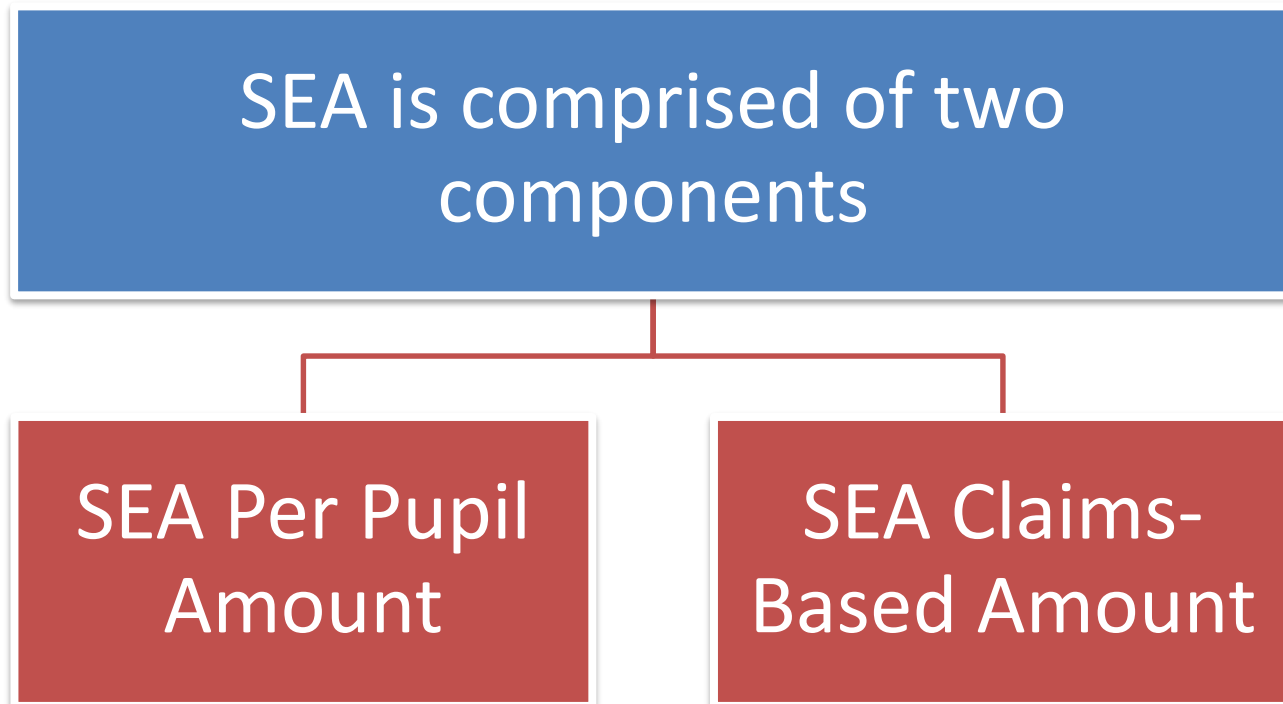 SEA is comprised of two
components
SEA Per Pupil
Amount
SEA Claims-
Based Amount